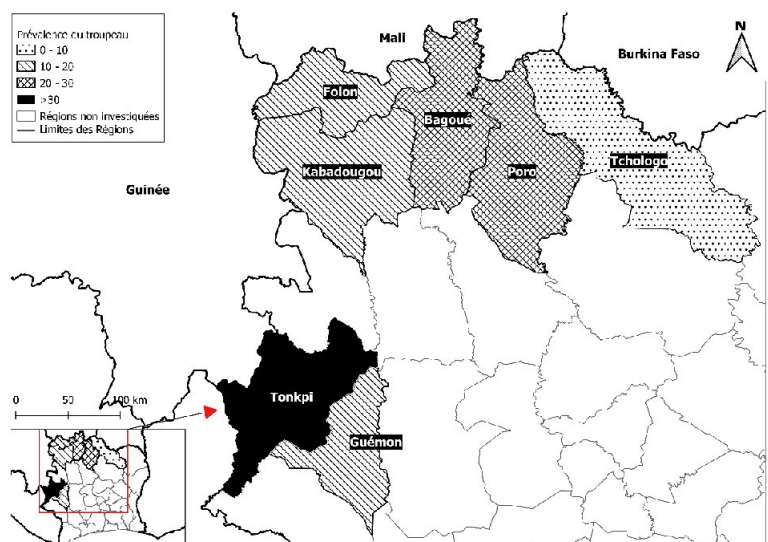 Prévalence du troupeau
0 - 10
10 - 20
20 - 30
>30
Régions non investiquées
Limites des Régions
Mali
Burkina Faso
N
Folon
Bagoué
Kabadougou
Poro
Tchologo
Guinée
Tonkpi
Guémon
0 50 100 km